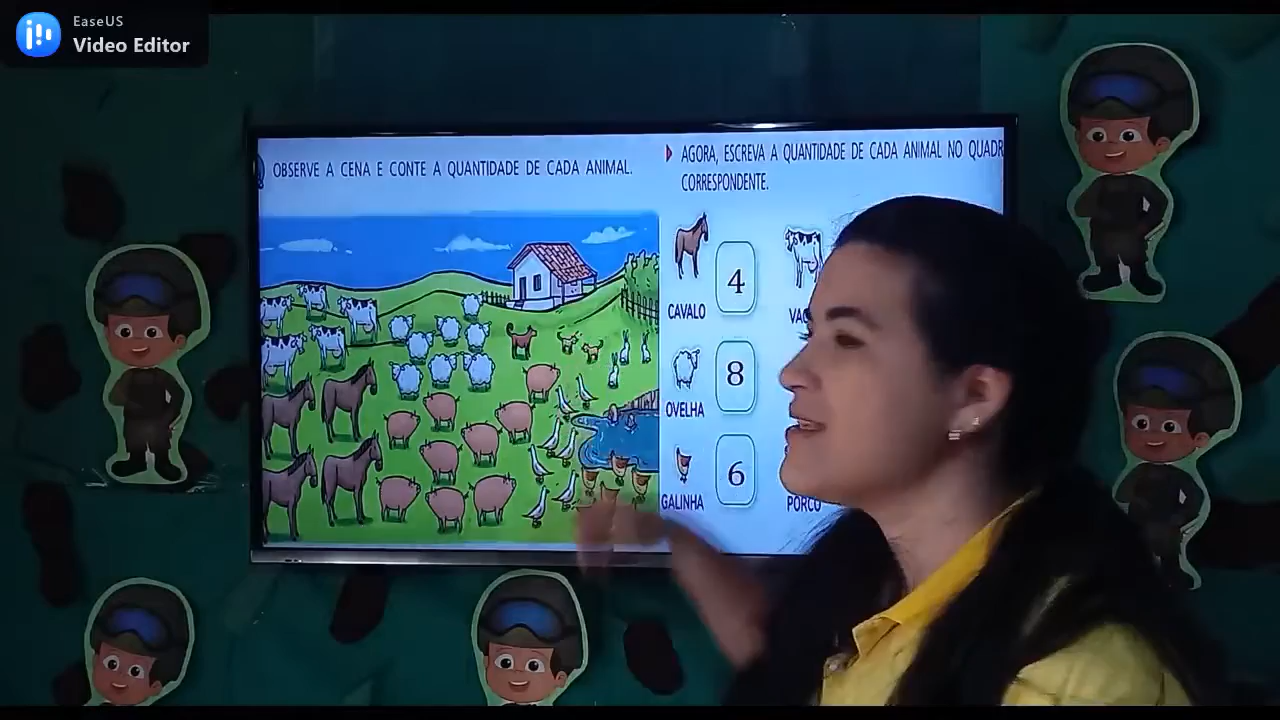 EaseUS
Video Editor
OBSERVE A CENA E CONTE A QUANTIDADE DE CADA ANIMAL.
AGORA, ESCREVA A QUANTIDADE DE CADA ANIMAL NO QUADR
CORRESPONDENTE.
4
CAVALO
8
OVELHA
6
GALINHA
PORCO